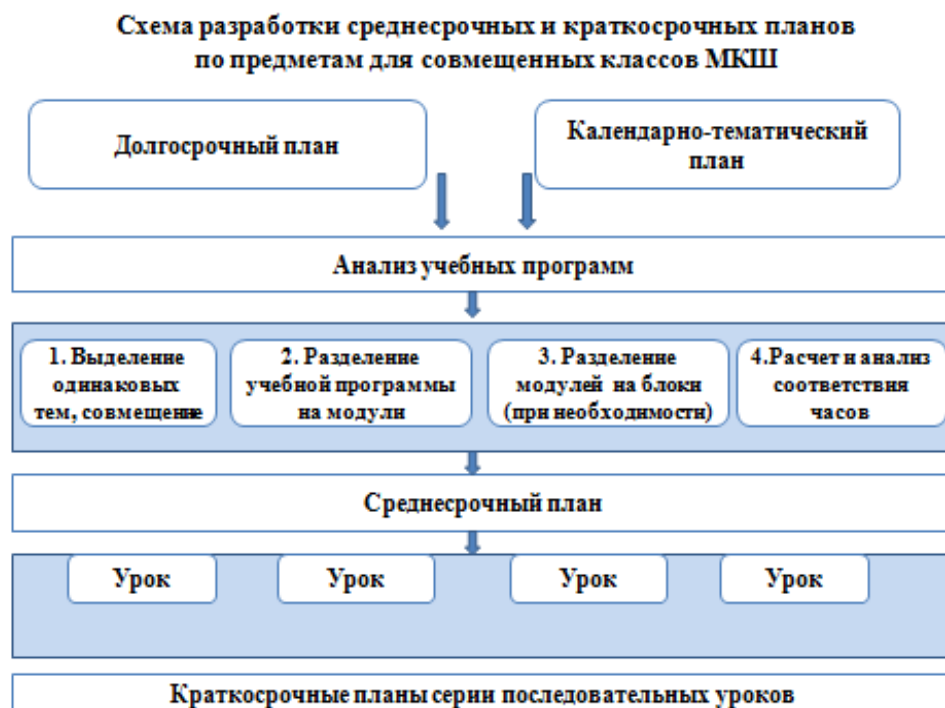 Схема разработки среднесрочных и краткосрочных планов
по предметам для совмещенных классов МКШ
Долгосрочный план
Календарно-тематический
план
Анализ учебных программ
1. Выделение
одинаковых
тем, совмещение
2. Разделение
учебной программы
на модули
3. Разделение
модулей на блоки
(при необходимости)
4.Расчет и анализ
соответствия
часов
Среднесрочный план
Урок
Урок
Урок
Урок
Краткосрочные планы серии последовательных уроков